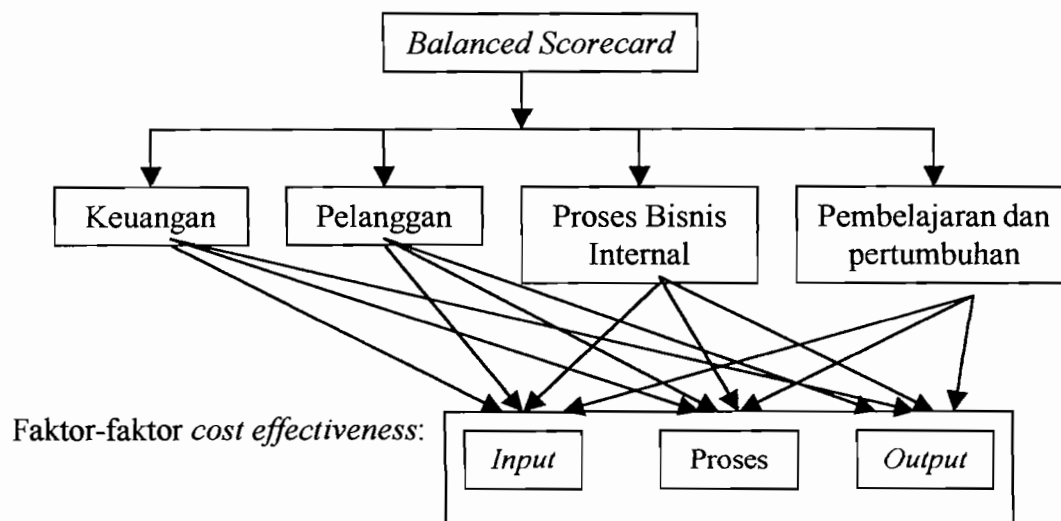 Balanced Scorecard
Keuangan
Pelanggan
Proses Bisnis
Internal
Pembelajaran dan
pertumbuhan
Faktor-faktor cost effectiveness:
Input
Proses
Output